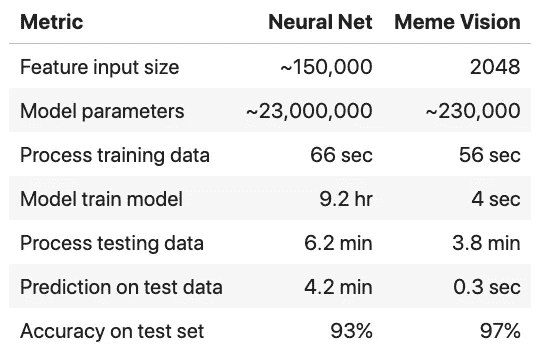 Metric Neural Net Meme Vision
Feature input size ~150,000 2048
Model parameters ~23,000,000 ~230,000
Process training data 66 sec 56 sec
Model train model 9.2 hr 4 sec
Process testing data 6.2 min 3.8 min
Prediction on test data 4.2 min 0.3 sec
Accuracy on test set 93% 97%